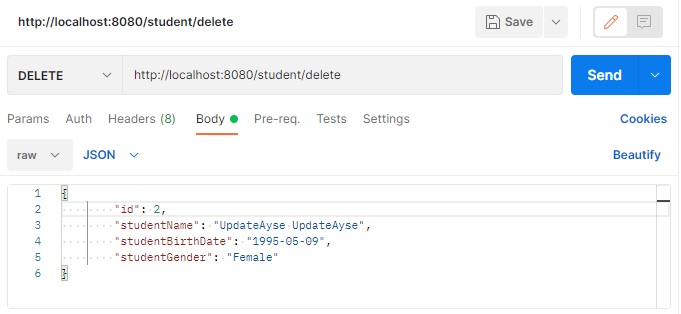 http://localhost:8080/student/delete
Save
DELETE http://localhost:8080/student/delete Send
Params Auth Headers (8) Body Pre-req. Tests Settings Cookies
raw JSON Beautify
1 {
2 "id": 2,
3 "studentName": "UpdateAyse UpdateAyse",
4 "studentBirthDate": "1995-05-09",
5 "studentGender": "Female"
6 }